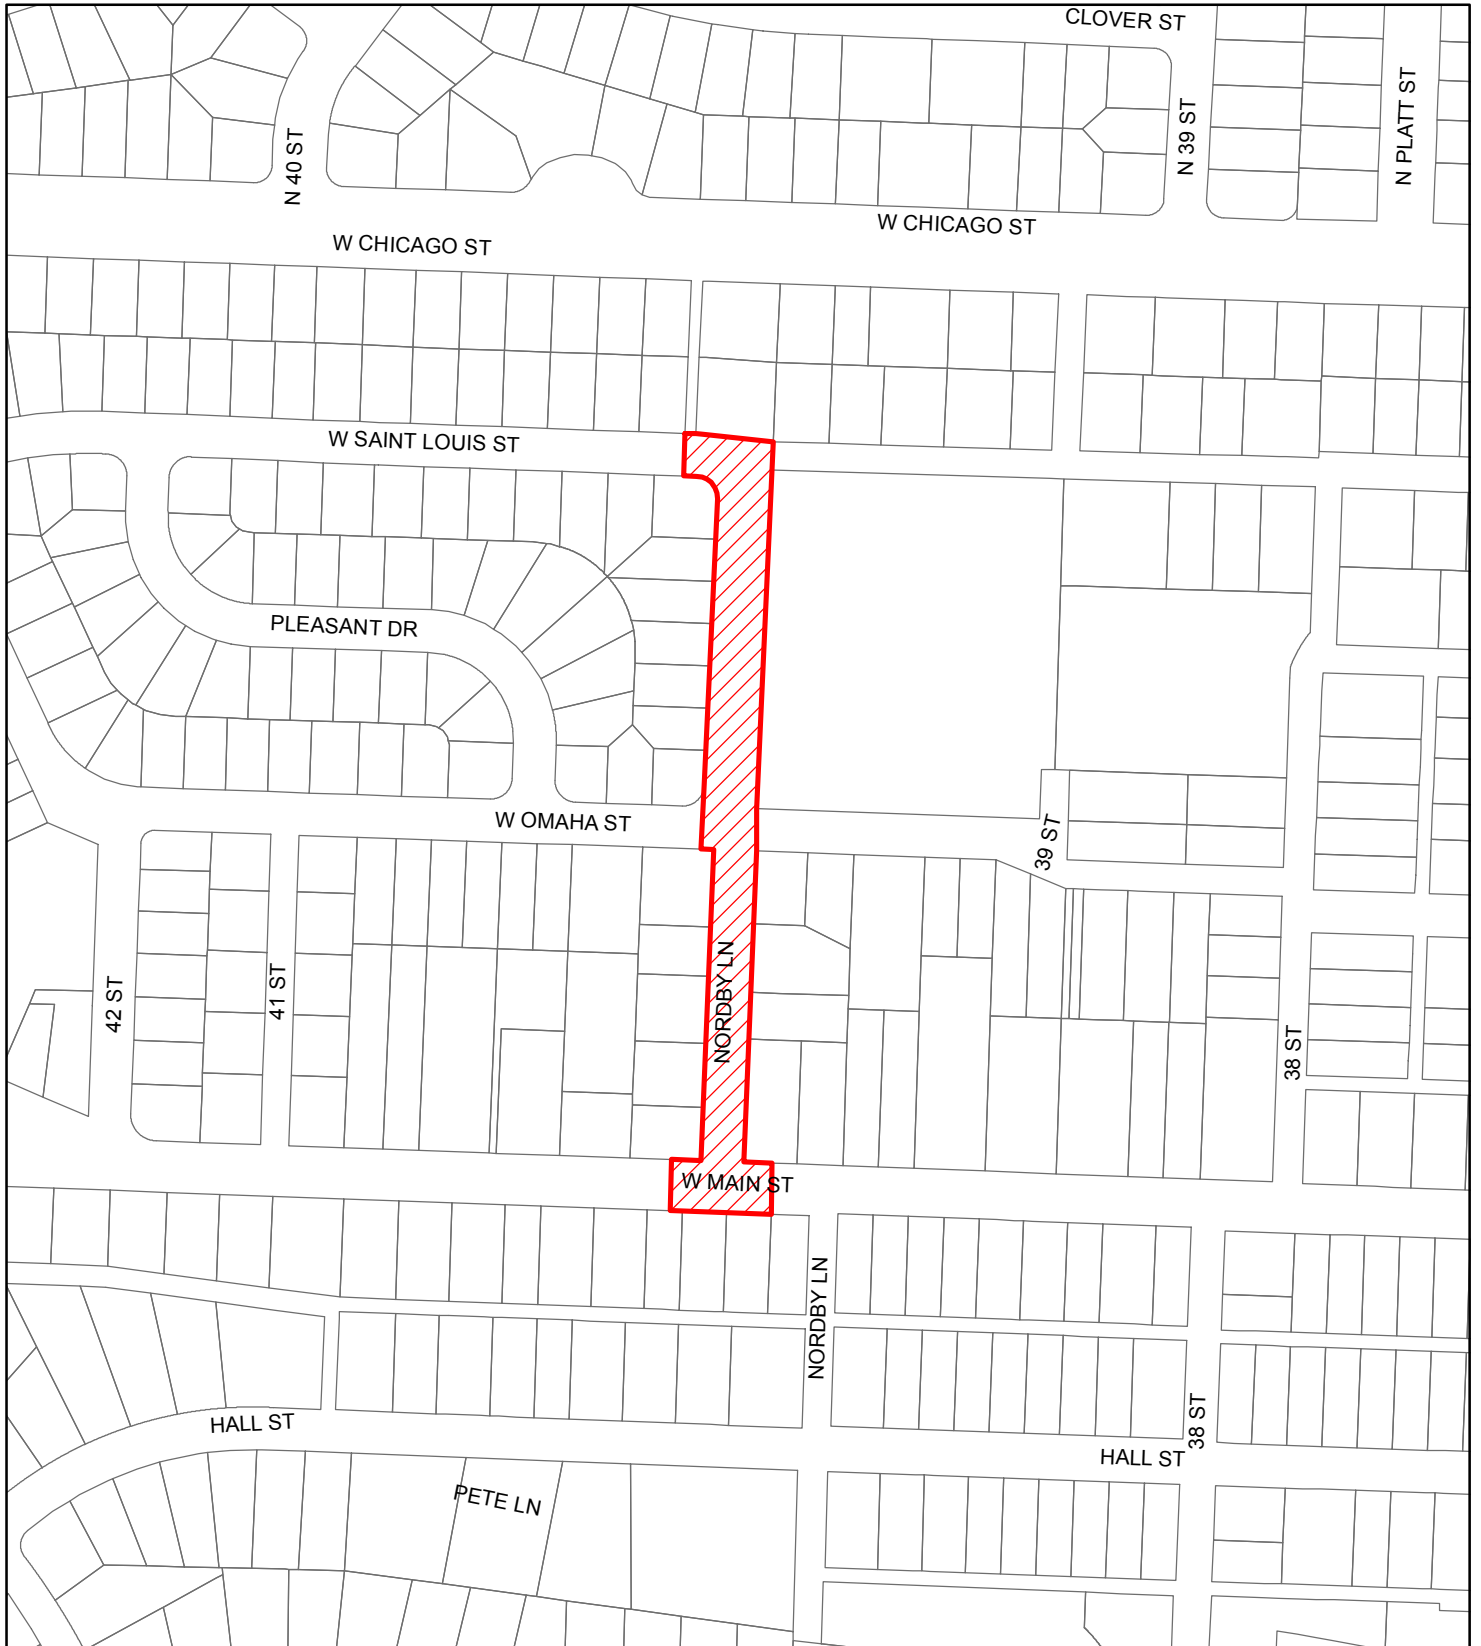 CLOVER ST
N 40 ST
N 39 ST
N PLATT ST
W CHICAGO ST
W CHICAGO ST
W SAINT LOUIS ST
PLEASANT DR
W OMAHA ST
39 ST
42 ST
41 ST
NORDBY LN
38 ST
W MAIN ST
NORDBY LN
HALL ST
38 ST
HALL ST
PETE LN